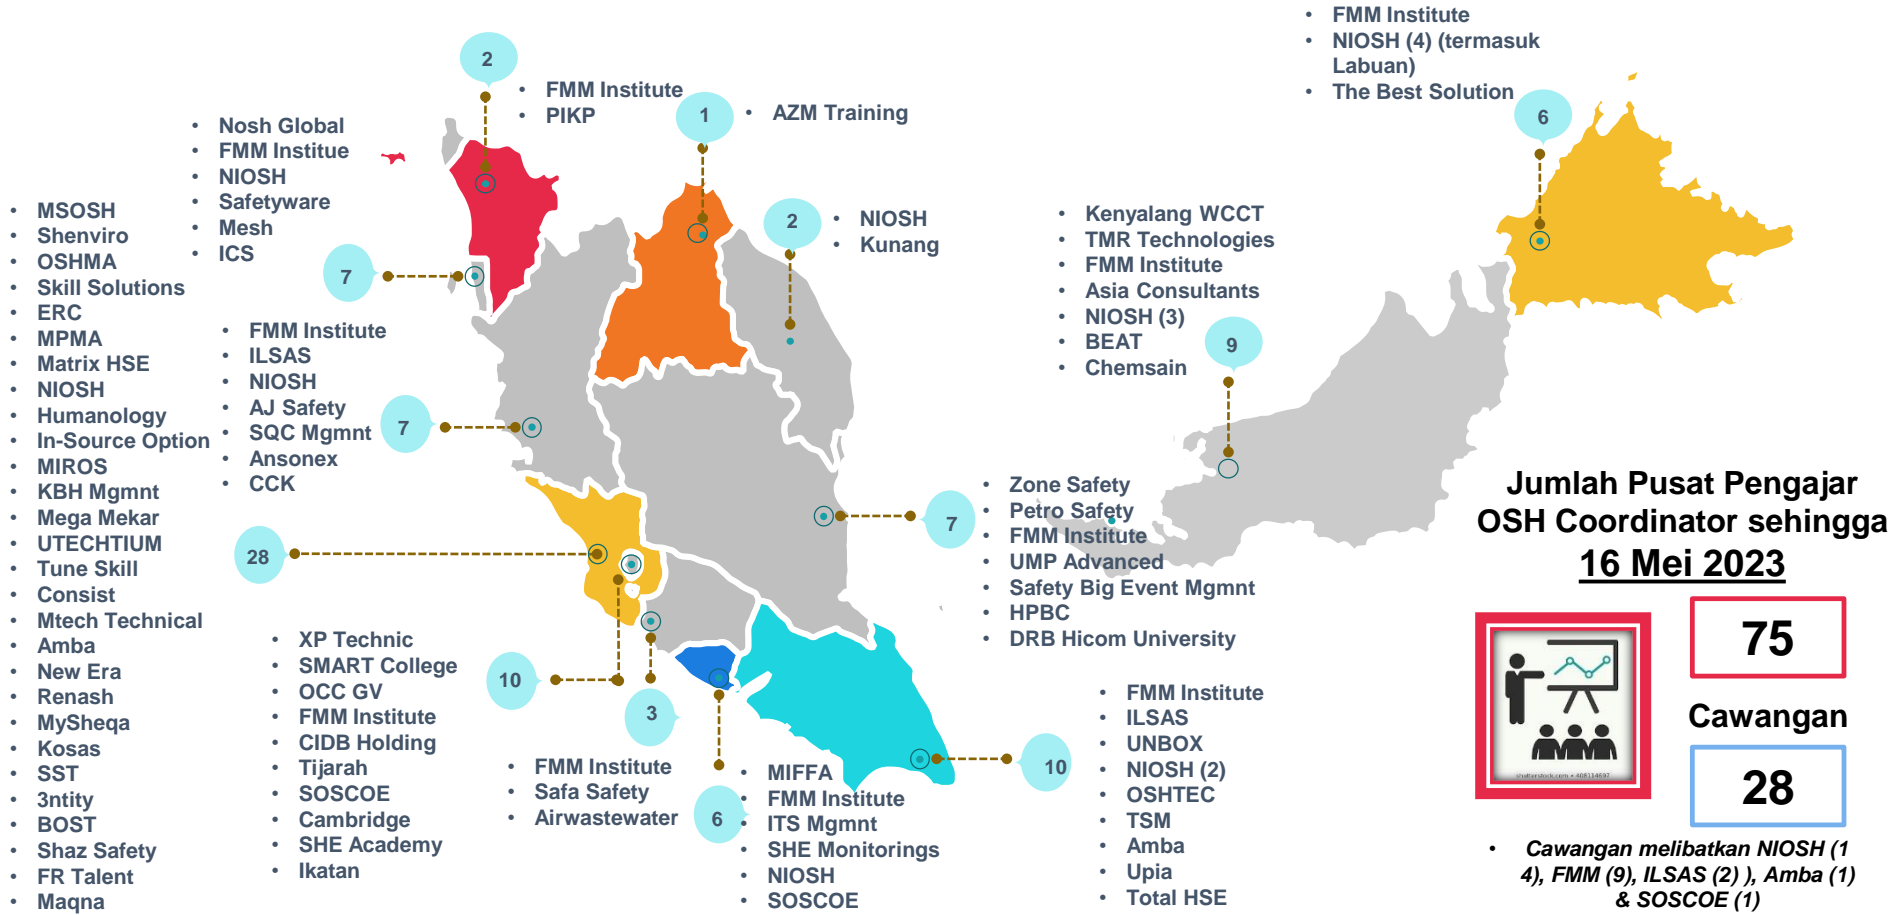 2
• FMM Institute
• PIKP
1
• AZM Training
• FMM Institute
• NIOSH (4) (termasuk
Labuan)
• The Best Solution
6
• Nosh Global
• FMM Institue
• NIOSH
• Safetyware
• Mesh
• ICS
7
2
• NIOSH
• Kunang
• Kenyalang WCCT
• TMR Technologies
• FMM Institute
• Asia Consultants
• NIOSH (3)
• BEAT
• Chemsain
9
• MSOSH
• Shenviro
• OSHMA
• Skill Solutions
• ERC
• MPMA
• Matrix HSE
• NIOSH
• Humanology
• In-Source Option
• MIROS
• KBH Mgmnt
• Mega Mekar
• UTECHTIUM
• Tune Skill
• Consist
• Mtech Technical
• Amba
• New Era
• Renash
• MySheqa
• Kosas
• SST
• 3ntity
• BOST
• Shaz Safety
• FR Talent
• Maqna
28
• FMM Institute
• ILSAS
• NIOSH
• AJ Safety
• SQC Mgmnt
• Ansonex
• CCK
7
• Zone Safety
• Petro Safety
• FMM Institute
• UMP Advanced
• Safety Big Event Mgmnt
• HPBC
• DRB Hicom University
7
• XP Technic
• SMART College
• OCC GV
• FMM Institute
• CIDB Holding
• Tijarah
• SOSCOE
• Cambridge
• SHE Academy
• Ikatan
10
3
• FMM Institute
• Safa Safety
• Airwastewater
6
• MIFFA
• FMM Institute
• ITS Mgmnt
• SHE Monitorings
• NIOSH
• SOSCOE
10
• FMM Institute
• ILSAS
• UNBOX
• NIOSH (2)
• OSHTEC
• TSM
• Amba
• Upia
• Total HSE
Jumlah Pusat Pengajar
OSH Coordinator sehingga
16 Mei 2023
75
Cawangan
28
shutterstock.com • 408114697
• Cawangan melibatkan NIOSH (1
4), FMM (9), ILSAS (2) ), Amba (1)
& SOSCOE (1)